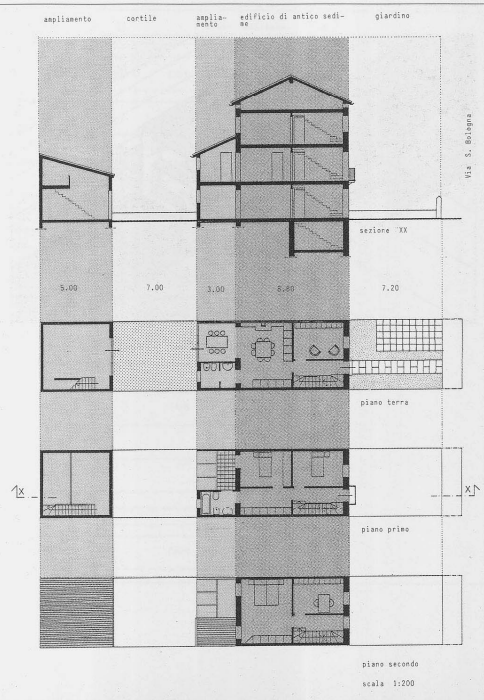 ampliamento
cortile
amplia-
mento
edificio di antico sedi-
me
giardino
Via S. Bologna
sezione XX
5.00
7.00
3.00
8.80
7.20
piano terra
X
X
piano primo
piano secondo
scala 1:200